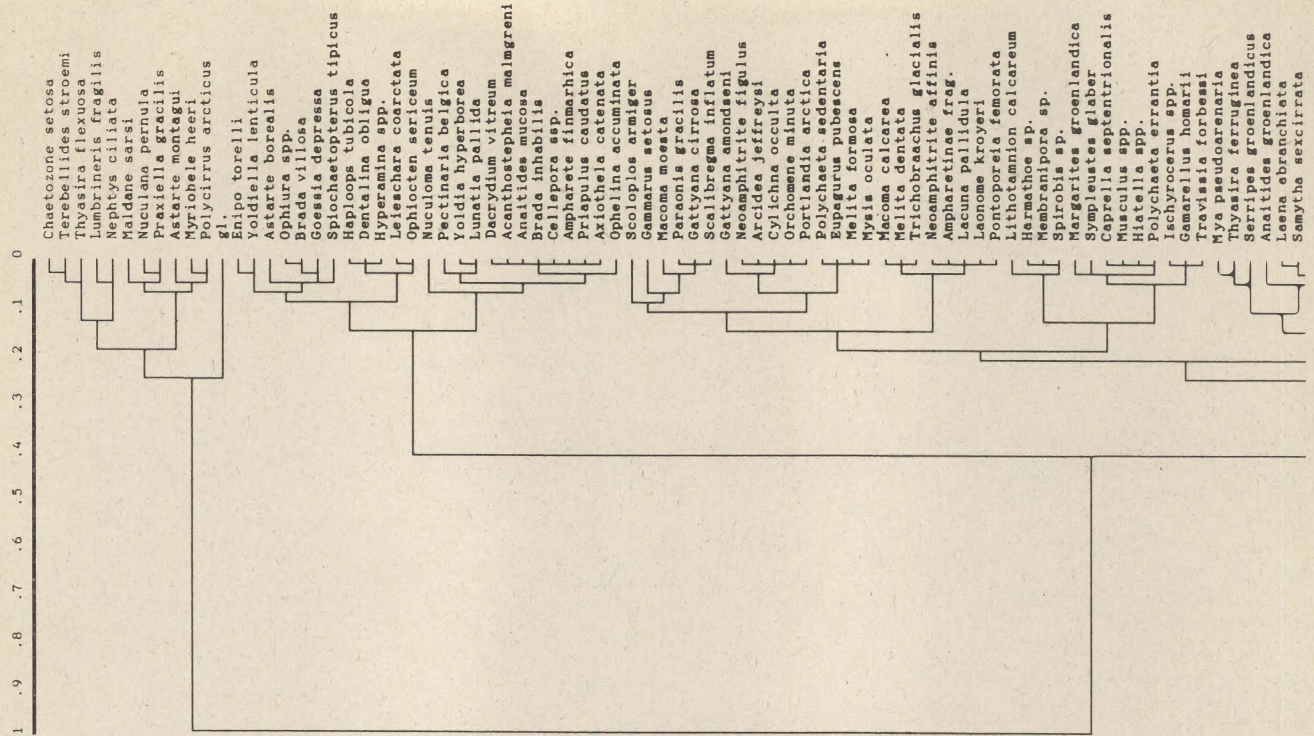 Chaetozone setosa
Terebellides stroemi
Thyasira flexuosa
Lumbrineris fragilis
Nephtys ciliata
Maldane sarsi
Nuculana pernula
Praxiella gracilis
Astarte montagui
Myriochele heeri
Polycirrus arcticus
gl.
Enipo torelli
Yoldiella lenticula
Astarte borealis
Ophiura spp.
Brada villosa
Goessia depressa
Spiochaetopterus tipicus
Haploops tubicola
Dentalina obligua
Hyperamina spp.
Leieschara coarctata
Ophiocten sericeum
Nuculoma tenuis
Pectinaria belgica
Yoldia hyperborea
Lunatia pallida
Dacrydium vitreum
Acanthostepheia malmgreni
Anaitides mucosa
Brada inhabilis
Cellepora ssp.
Ampharete finmarhica
Priapulus caudatus
Axiothela catenata
Ophelina accuminata
Scoloplos armiger
Gammarus setosus
Macoma moesta
Paraonis gracilis
Gattyana cirrosa
Scalibregma inflatum
Gattyana amondseni
Neoamphitrite figulus
Arcidea jeffreysi
Cylichna occulta
Orchomene minuta
Portlandia arctica
Polychaeta sedentaria
Eupagurus pubescens
Melita formosa
Mysis oculata
Macoma calcarea
Mellita dentata
Trichobraachus glacialis
Neoamphitrite affinis
Ampharetinae frag.
Lacuna pallidula
Laonome kroyeri
Pontoporeia femorata
Lithotamnion calcareum
Harmathoe sp.
Membranipora sp.
Spirobis sp.
Margarites groenlandica
Sympleustes glaber
Caprella septentrionalis
Musculus spp.
Hiatella spp.
Polychaeta errantia
Ischyrocerus spp.
Gamarellus homarii
Travissia forbessi
Mya pseudoarenaria
Thyassira ferruginea
Serripes groenlandicus
Anaitides groenlandica
Laena abranchiata
Samytha sexcirrata
0
.1
.2
.3
.4
.5
.6
.7
.8
.9
1